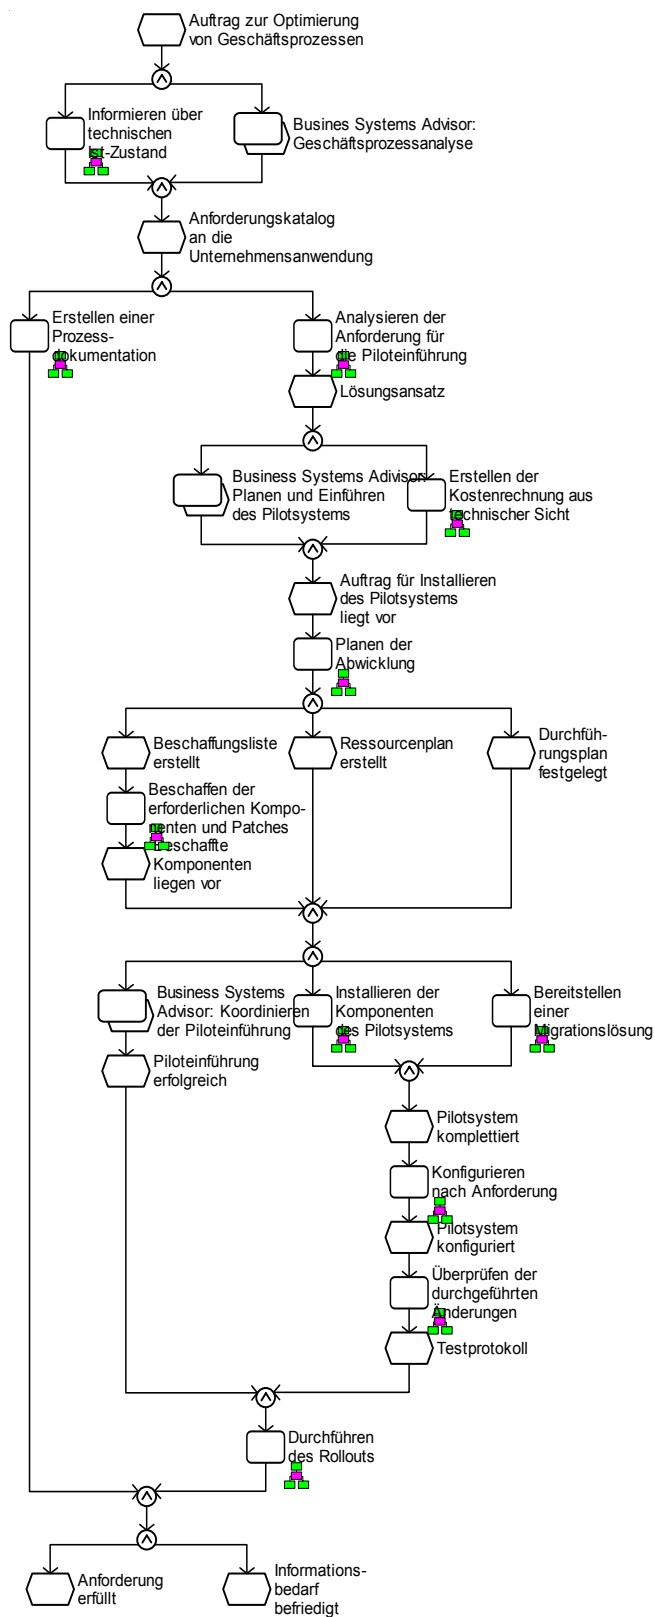 Auftrag zur Optimierung
von Geschäftsprozessen
Informieren über
technischen
Ist-Zustand
Busines Systems Advisor:
Geschäftsprozessanalyse
Anforderungskatalog
an die
Unternehmensanwendung
Erstellen einer
Prozess-
dokumentation
Analysieren der
Anforderung für
die Piloteinführung
Lösungsansatz
Business Systems Advisor:
Planen und Einführen
des Pilotsystems
Erstellen der
Kostenrechnung aus
technischer Sicht
Auftrag für Installieren
des Pilotsystems
liegt vor
Planen der
Abwicklung
Beschaffungsliste
erstellt
Ressourcenplan
erstellt
Durchfüh-
rungsplan
festgelegt
Beschaffen der
erforderlichen Kompo-
nenten und Patches
Beschaffte
Komponenten
liegen vor
Business Systems
Advisor: Koordinieren
der Piloteinführung
Installieren der
Komponenten
des Pilotsystems
Bereitstellen
einer
Migrationslösung
Piloteinführung
erfolgreich
Pilotsystem
komplettiert
Konfigurieren
nach Anforderung
Pilotsystem
konfiguriert
Überprüfen der
durchgeführten
Änderungen
Testprotokoll
Durchführen
des Rollouts
Anforderung
erfüllt
Informations-
bedarf
befriedigt